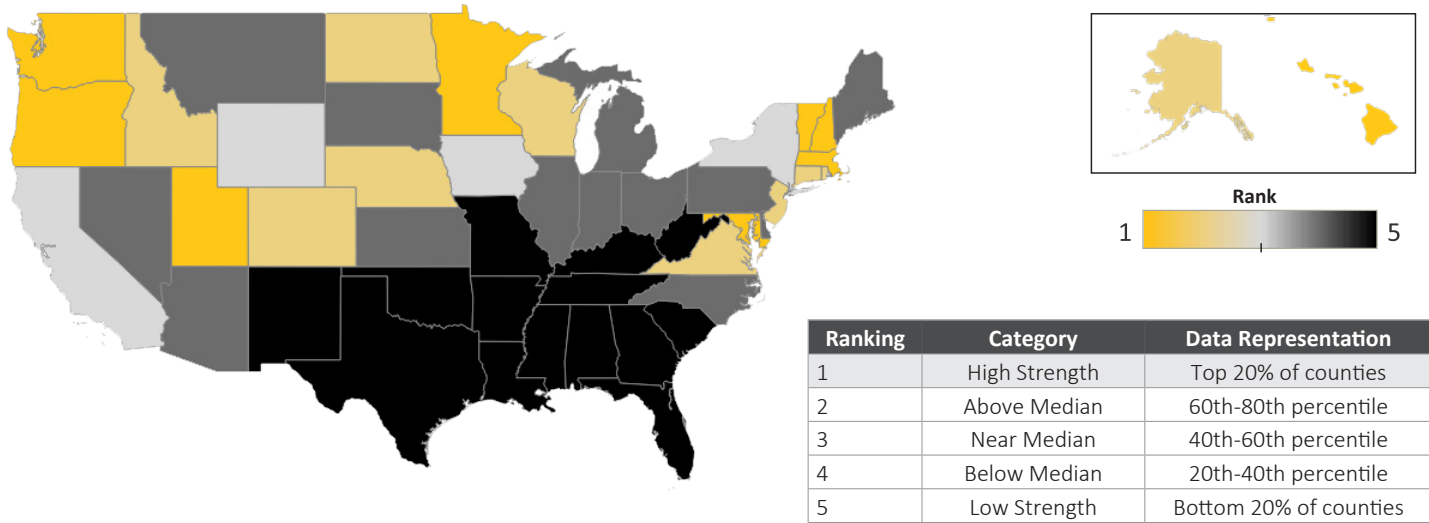 Rank
1 5
Ranking Category Data Representation
1 High Strength Top 20% of counties
2 Above Median 60th-80th percentile
3 Near Median 40th-60th percentile
4 Below Median 20th-40th percentile
5 Low Strength Bottom 20% of counties